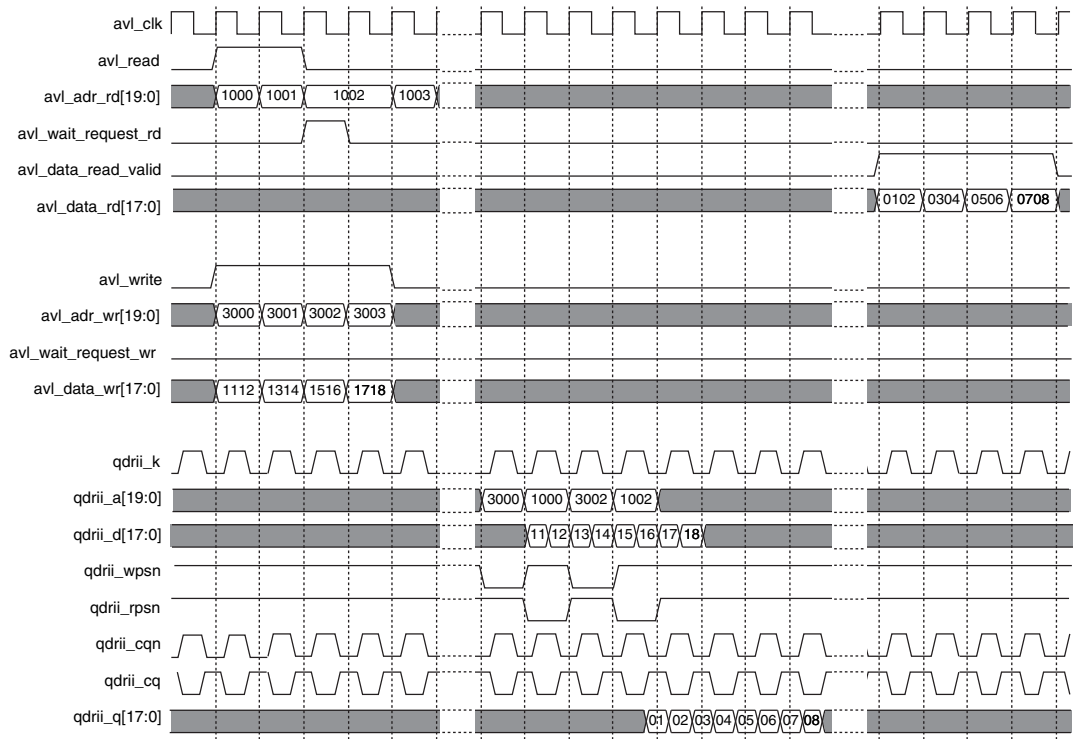 avl_clk
avl_read
avl_adr_rd[19:0] 1000 1001 1002 1003
avl_wait_request_rd
avl_data_read_valid
avl_data_rd[17:0] 0102 0304 0506 0708
avl_write
avl_adr_wr[19:0] 3000 3001 3002 3003
avl_wait_request_wr
avl_data_wr[17:0] 1112 1314 1516 1718
qdrii_k
qdrii_a[19:0] 3000 1000 3002 1002
qdrii_d[17:0] 11 12 13 14 15 16 17 18
qdrii_wpsn
qdrii_rpsn
qdrii_cqn
qdrii_cq
qdrii_q[17:0] 01 02 03 04 05 06 07 08